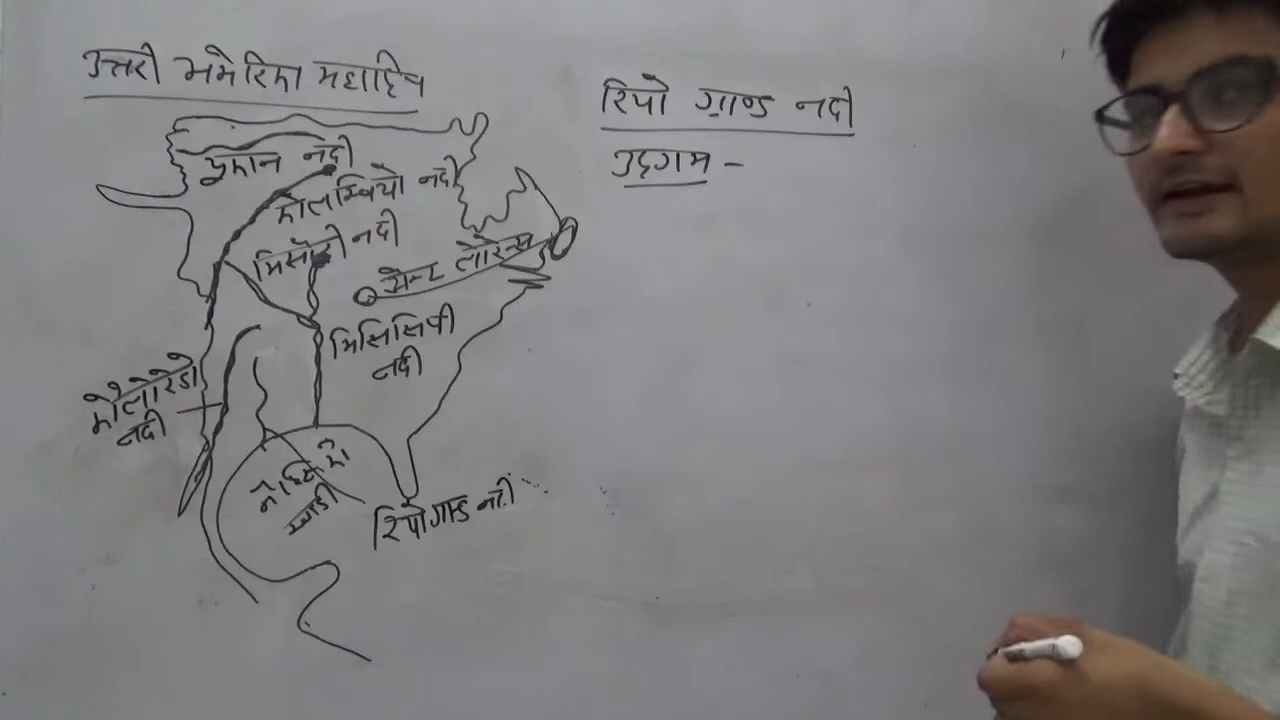 उत्तरी अमेरिका महाद्विप
युकान नदी
कोलम्बिया नदी
मिसौरी नदी
सेन्ट लोरेन्स
मिसिसिपी
नदी
कोलोरेडो
नदी
मैक्सिको
खाडी
रियोग्राण्ड नदी
रियो ग्राण्ड नदी
उद्गम -